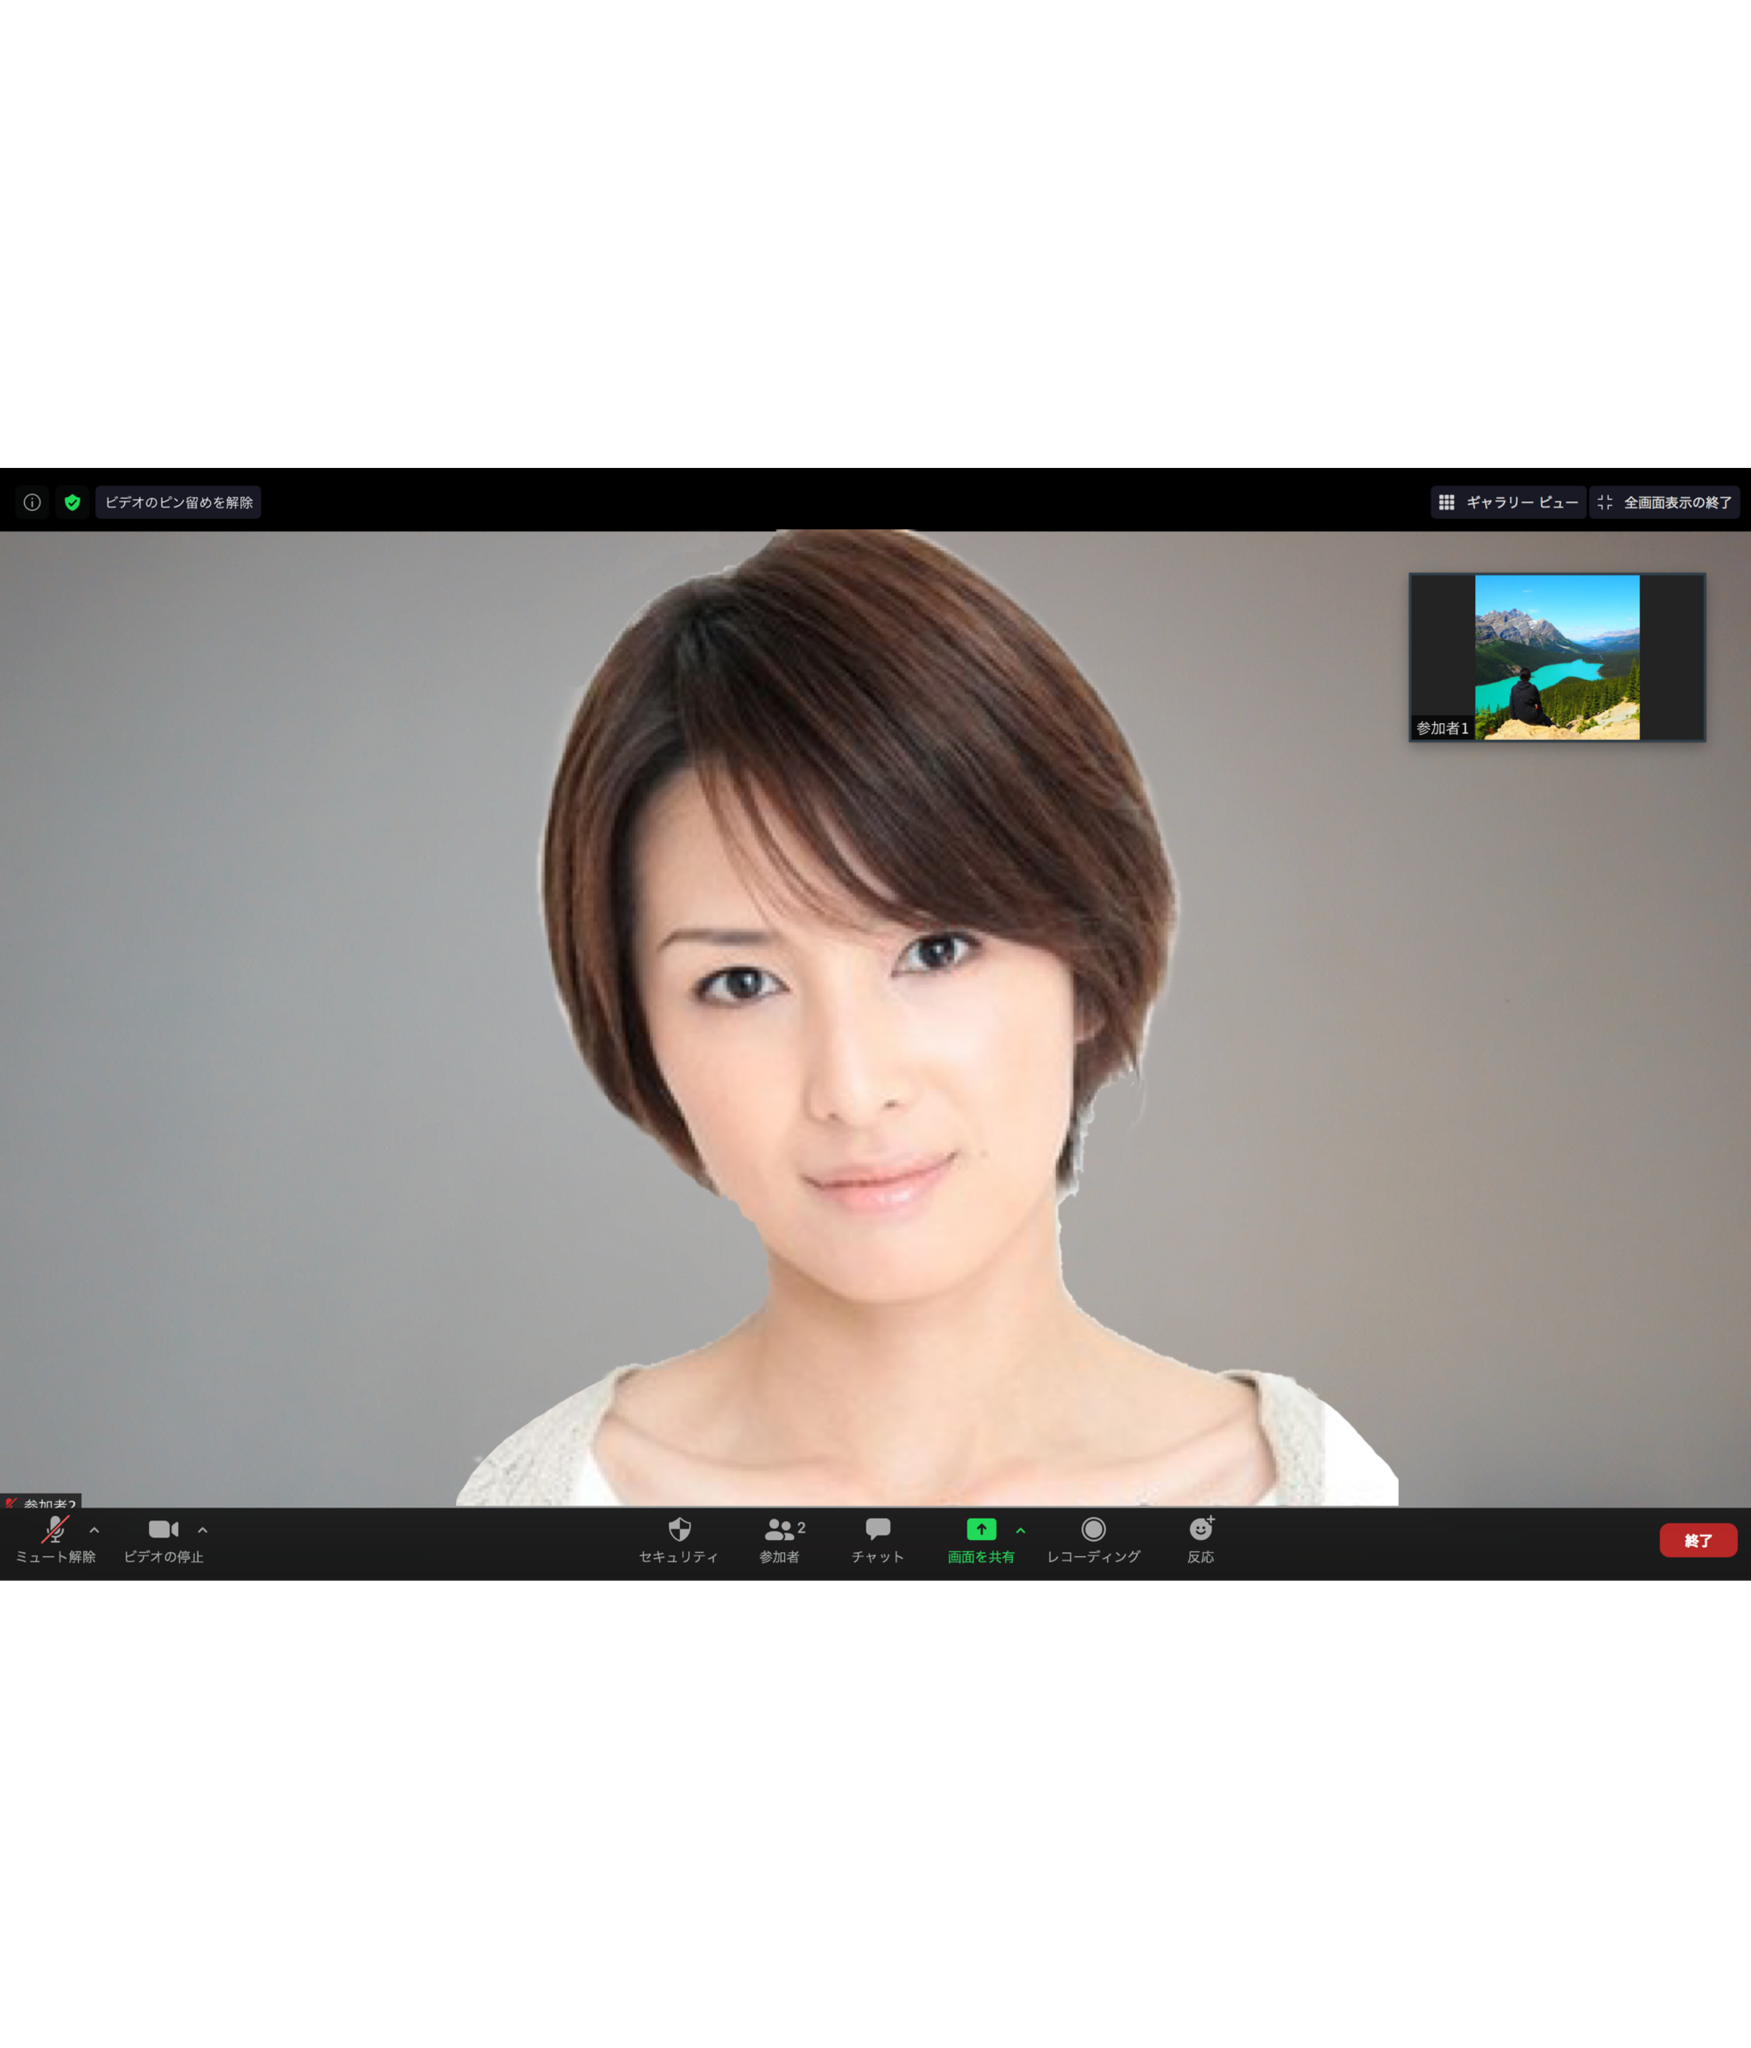 ビデオのピン留めを解除
ギャラリー ビュー
全画面表示の終了
参加者1
参加者2
ミュート解除
ビデオの停止
セキュリティ
参加者
2
チャット
画面を共有
レコーディング
反応
終了